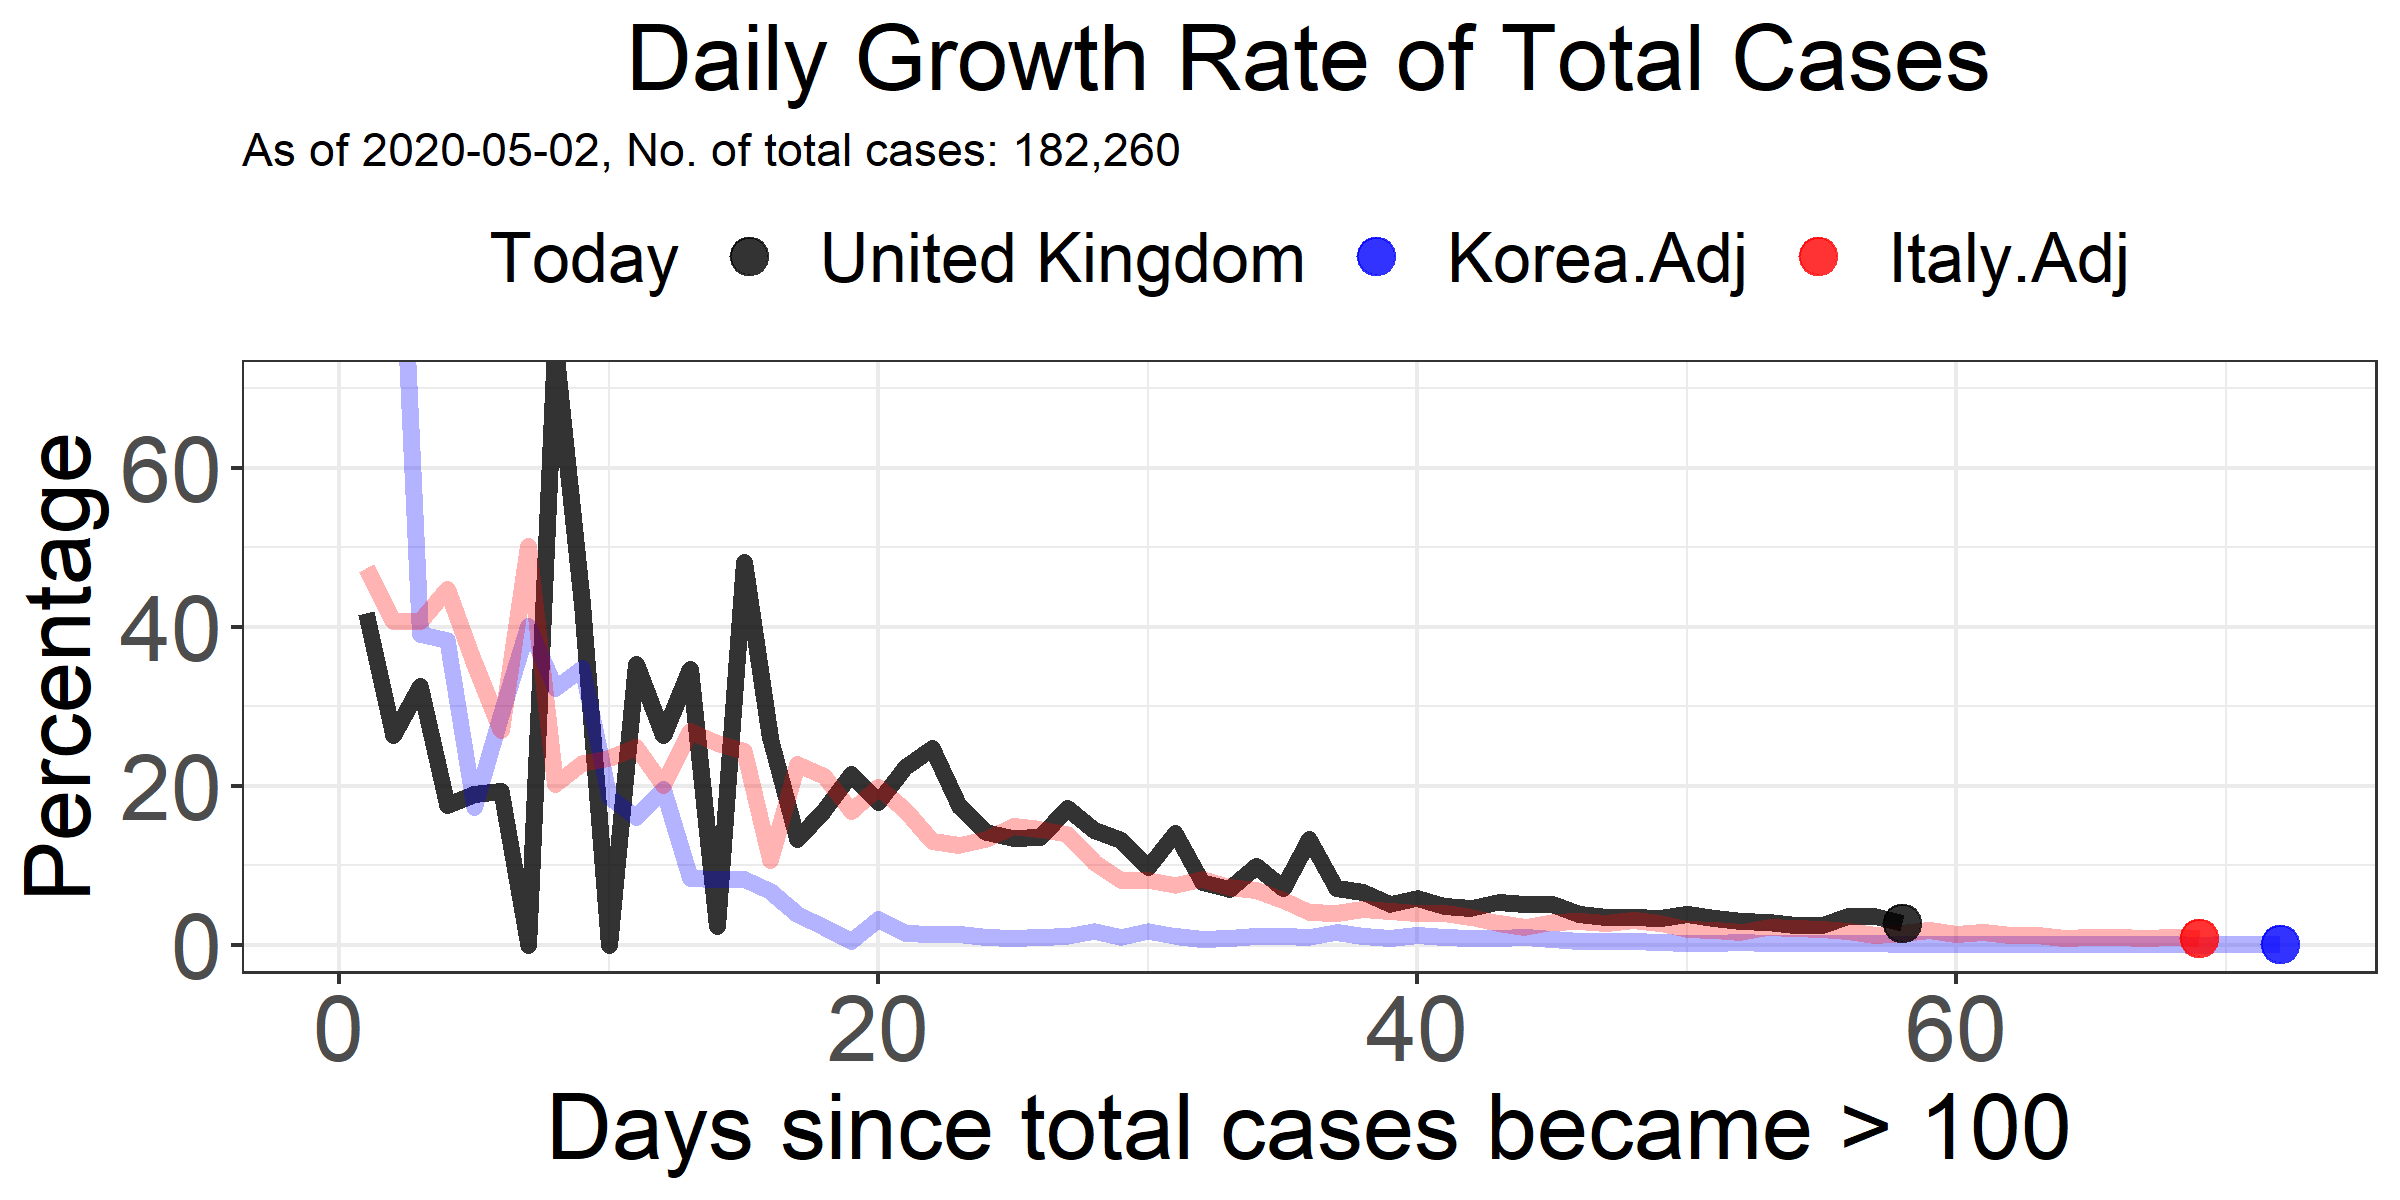 Daily Growth Rate of Total Cases
As of 2020-05-02, No. of total cases: 182,260
Today United Kingdom Korea.Adj Italy.Adj
Percentage
60
40
20
0
0 20 40 60
Days since total cases became > 100